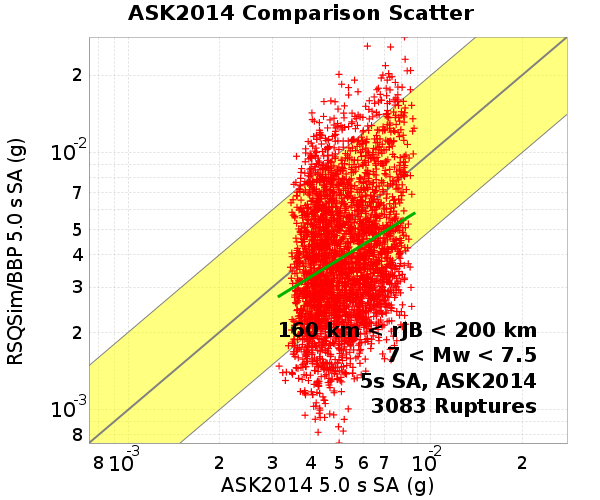 ASK2014 Comparison Scatter
RSQSim/BBP 5.0 s SA (g)
2
10-2
7
5
4
3
2
10-3
8
160 km < rJB < 200 km
7 < Mw < 7.5
5s SA, ASK2014
3083 Ruptures
8 10-3 2 3 4 5 6 7 10-2 2
ASK2014 5.0 s SA (g)